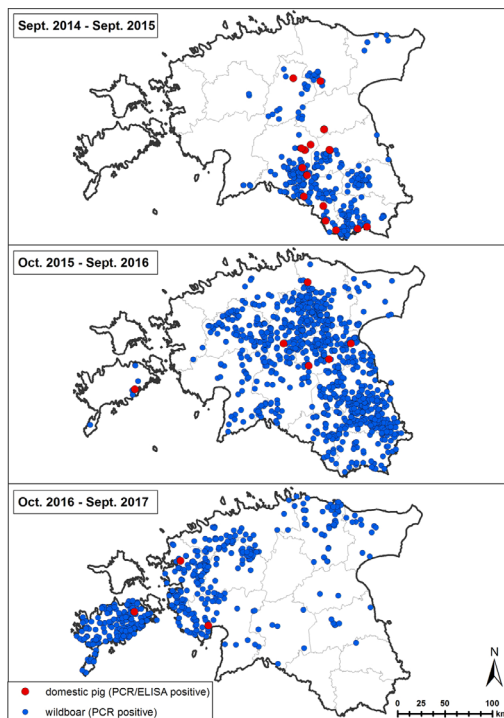 Sept. 2014 - Sept. 2015
Oct. 2015 - Sept. 2016
Oct. 2016 - Sept. 2017
N
domestic pig (PCR/ELISA positive)
wildboar (PCR positive)
0 25 50 100
km